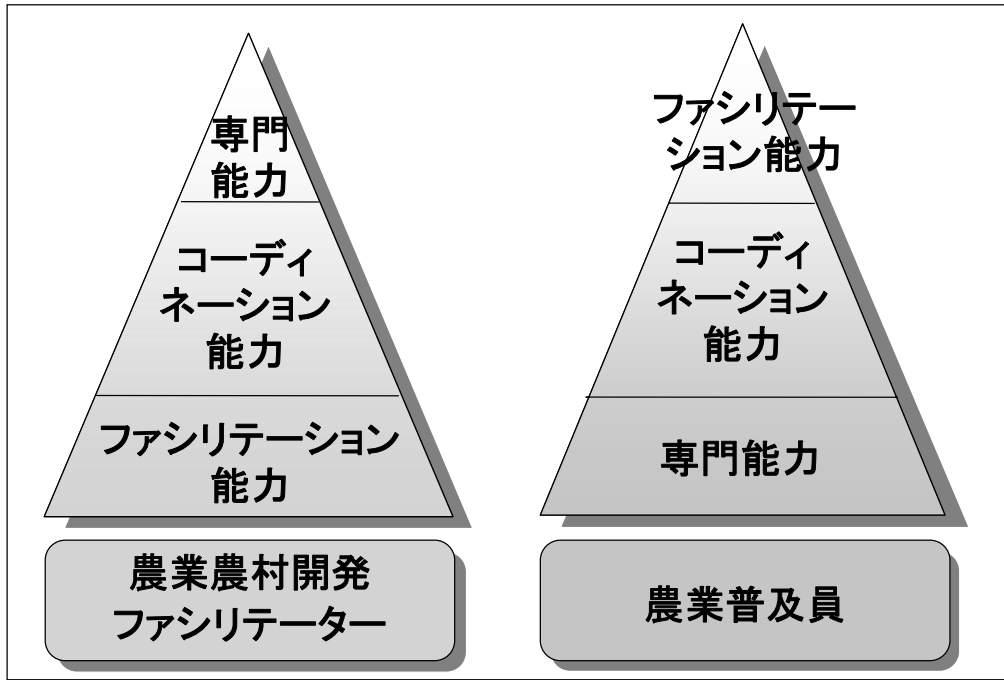 専門
能力
コーディ
ネーション
能力
ファシリテーション
能力
農業農村開発
ファシリテーター
ファシリテー
ション能力
コーディ
ネーション
能力
専門能力
農業普及員